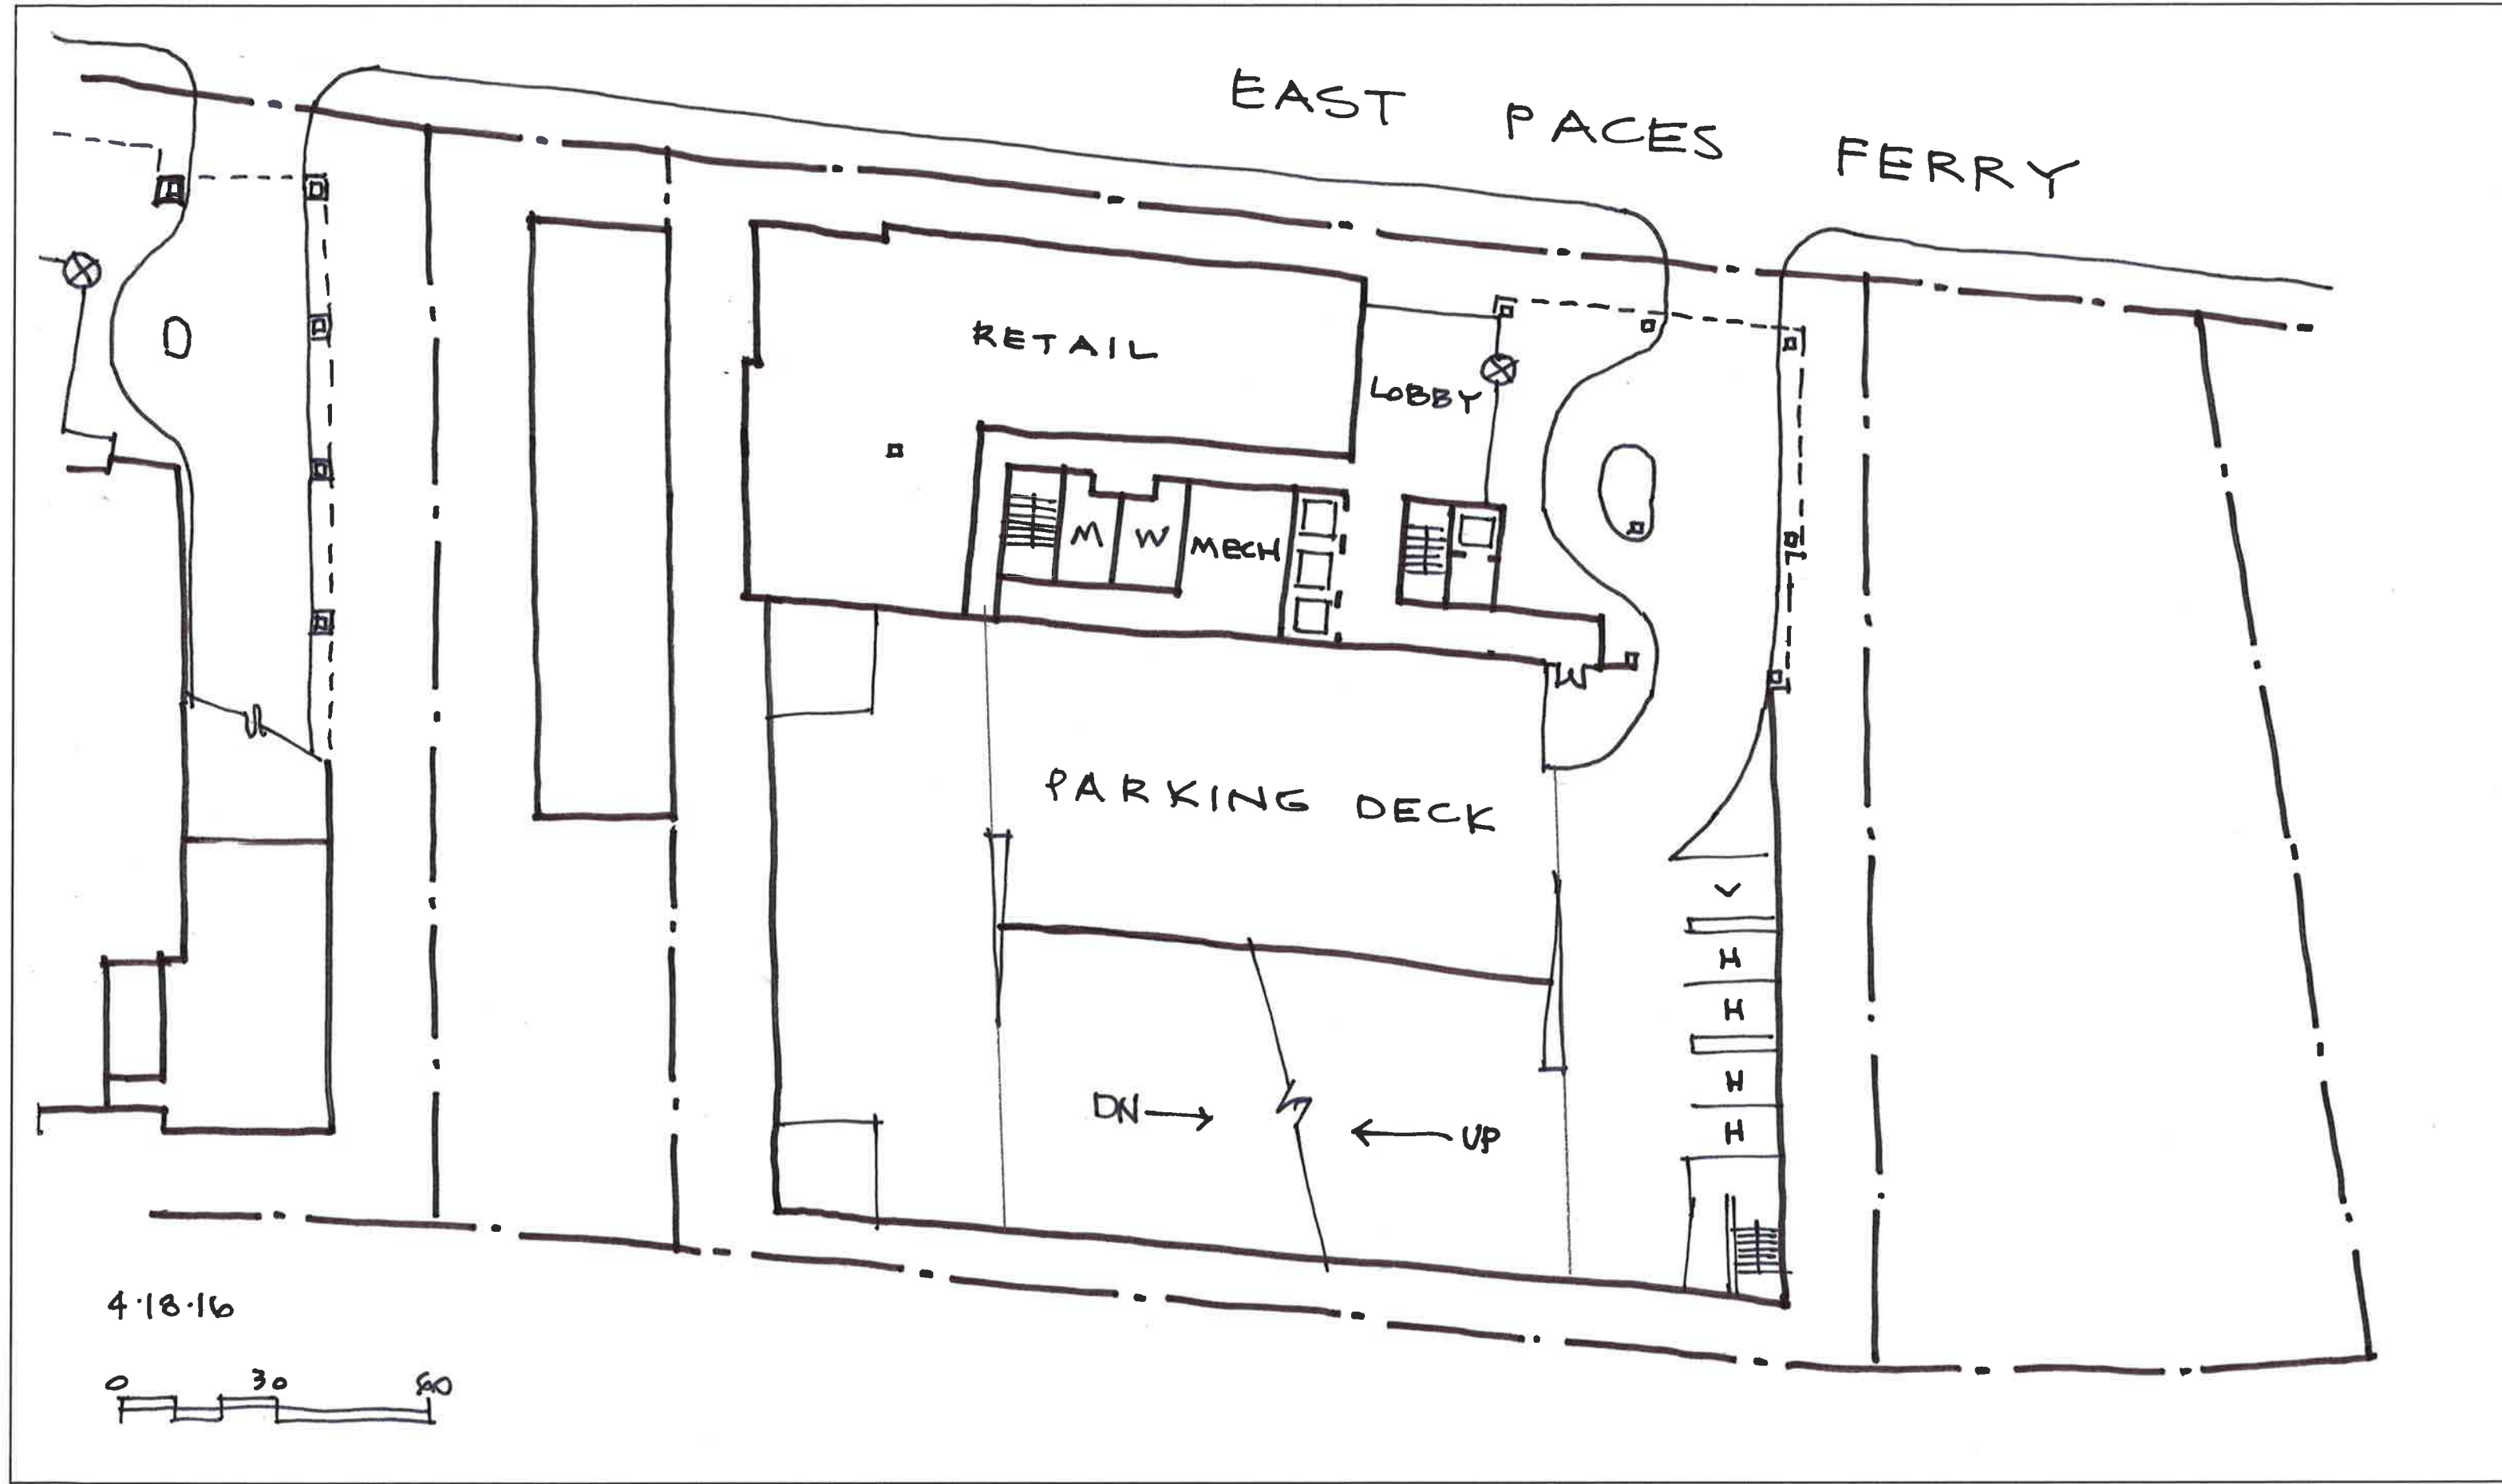 EAST PACES FERRY
RETAIL
LOBBY
M
W
MECH
PARKING DECK
V
H
H
H
H
DN
UP
4·18·16
0 30 60